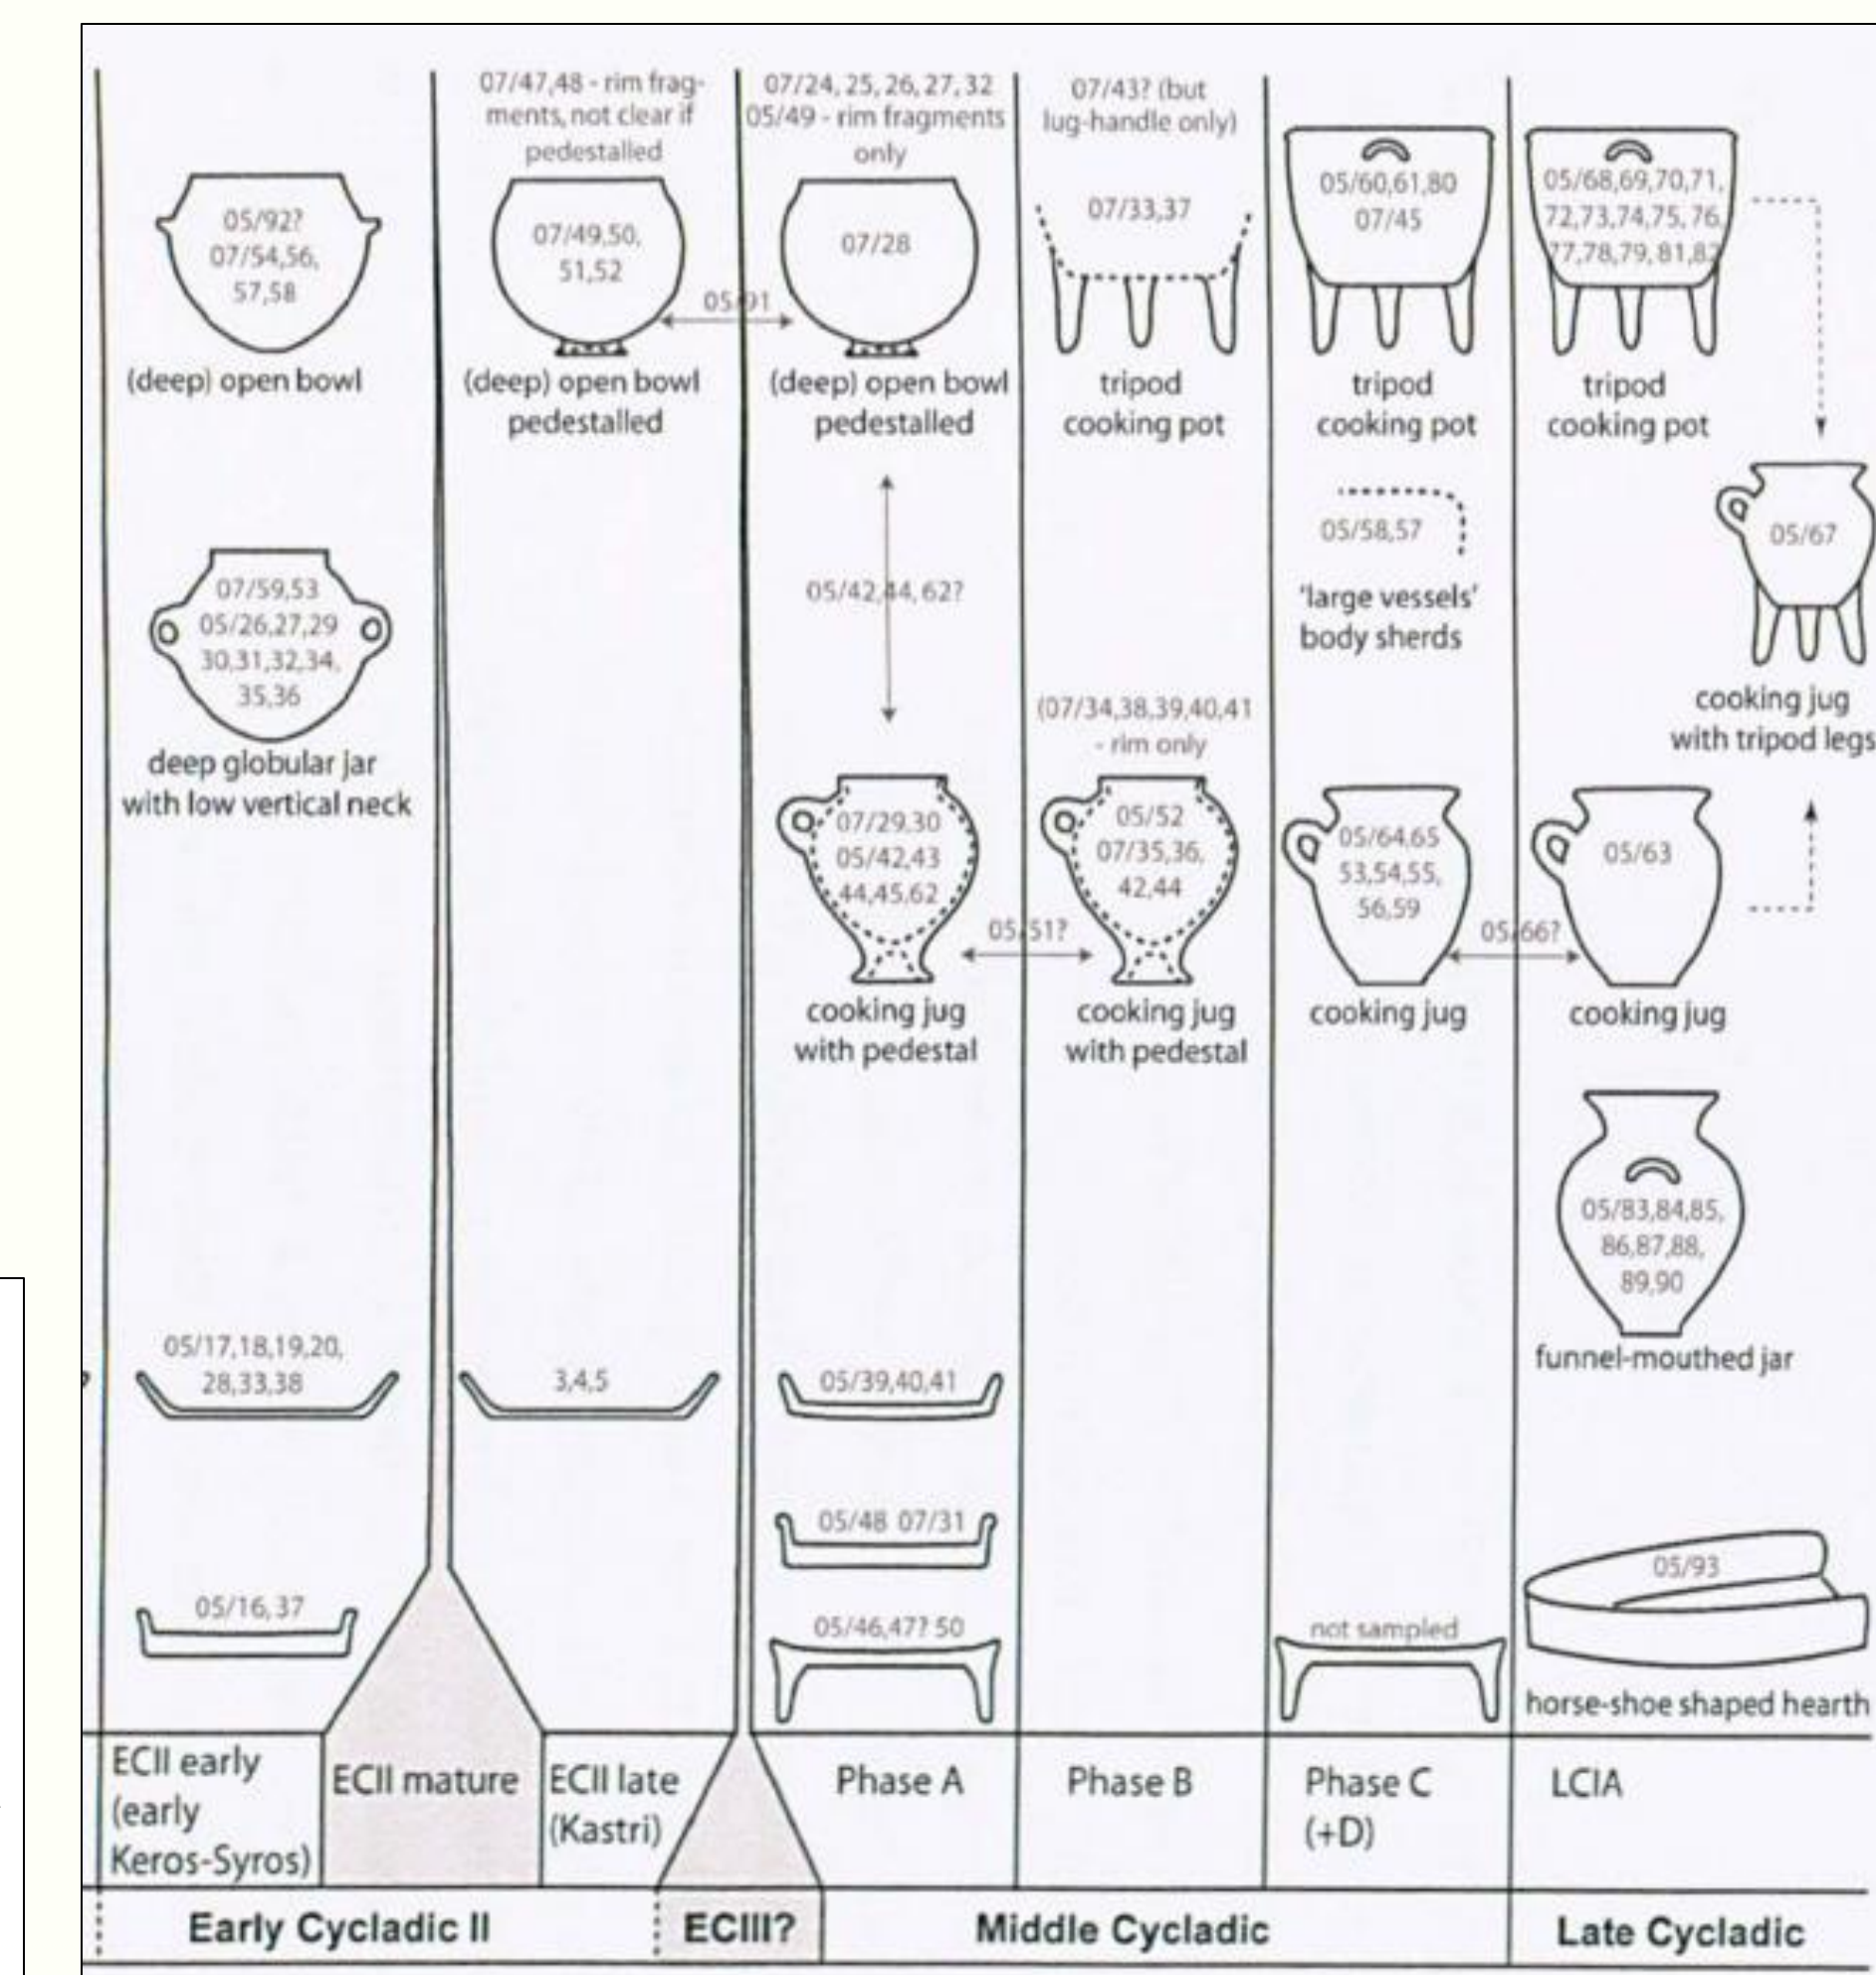 05/92?
07/54,56,
57,58
(deep) open bowl
07/59,53
05/26,27,29
30,31,32,34,
35,36
deep globular jar
with low vertical neck
05/17,18,19,20,
28,33,38
05/16, 37
07/47,48 - rim frag-
ments, not clear if
pedestalled
07/49,50,
51,52
05/91
(deep) open bowl
pedestalled
3,4,5
07/24, 25, 26, 27, 32
05/49 - rim fragments
only
07/28
(deep) open bowl
pedestalled
05/42,44, 62?
07/29,30
05/42,43
44,45,62
05/51?
cooking jug
with pedestal
05/39,40,41
05/48 07/31
05/46,47? 50
07/43? (but
lug-handle only)
07/33,37
tripod
cooking pot
(07/34,38,39,40,41
- rim only
05/52
07/35,36,
42,44
cooking jug
with pedestal
05/60,61,80
07/45
tripod
cooking pot
05/58,57
'large vessels'
body sherds
05/64,65
53,54,55,
56,59
05/66?
cooking jug
not sampled
05/68,69,70,71,
72,73,74,75, 76,
77,78,79, 81,82
tripod
cooking pot
05/67
cooking jug
with tripod legs
05/63
cooking jug
05/83,84,85,
86,87,88,
89,90
funnel-mouthed jar
05/93
horse-shoe shaped hearth
ECII early
(early
Keros-Syros)
ECII mature
ECII late
(Kastri)
Phase A
Phase B
Phase C
(+D)
LCIA
Early Cycladic II
ECIII?
Middle Cycladic
Late Cycladic